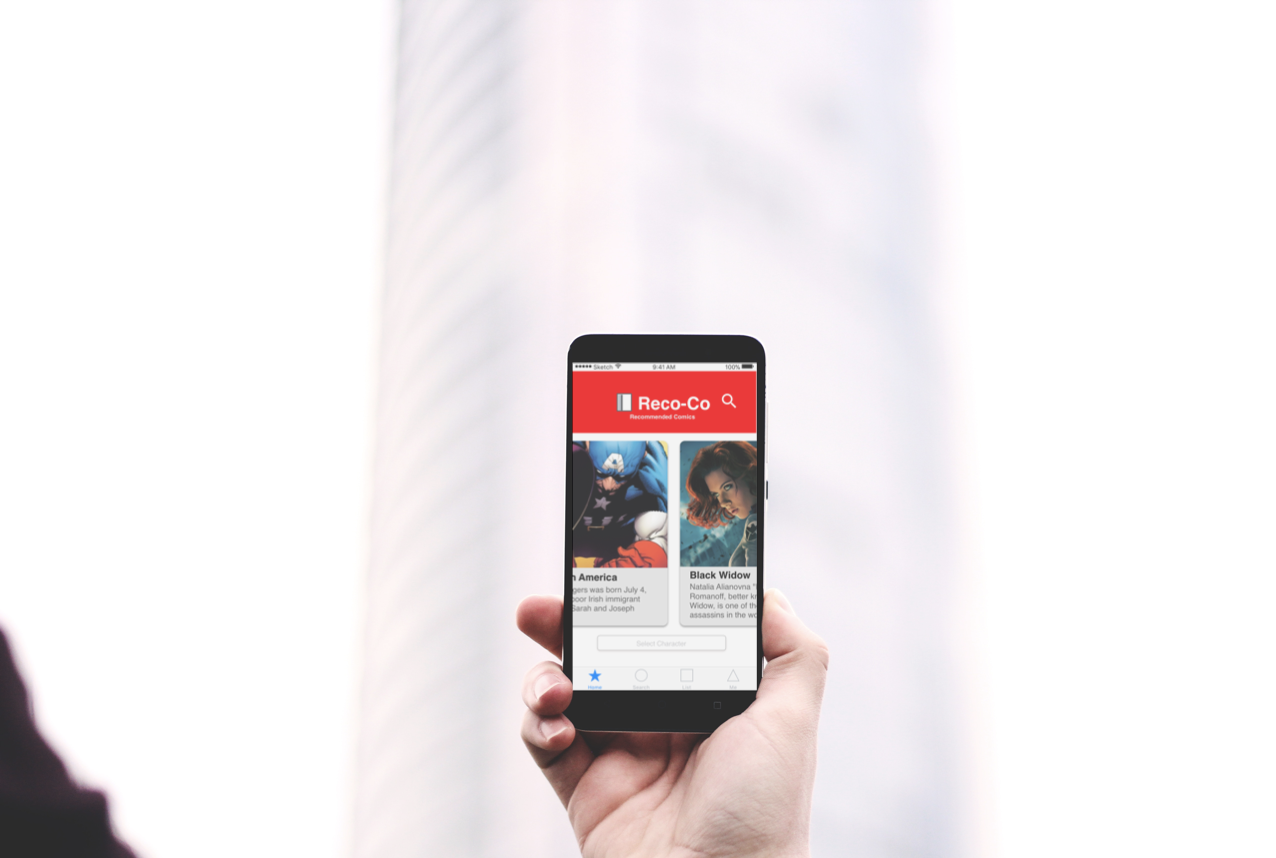 Sketch 9:41 AM 100%
Reco-Co
Recommended Comics
n America
gers was born July 4,
poor Irish immigrant
Sarah and Joseph
Black Widow
Natalia Alianovna "
Romanoff, better k
Widow, is one of th
assassins in the wo
Select Character
Home Search List Me